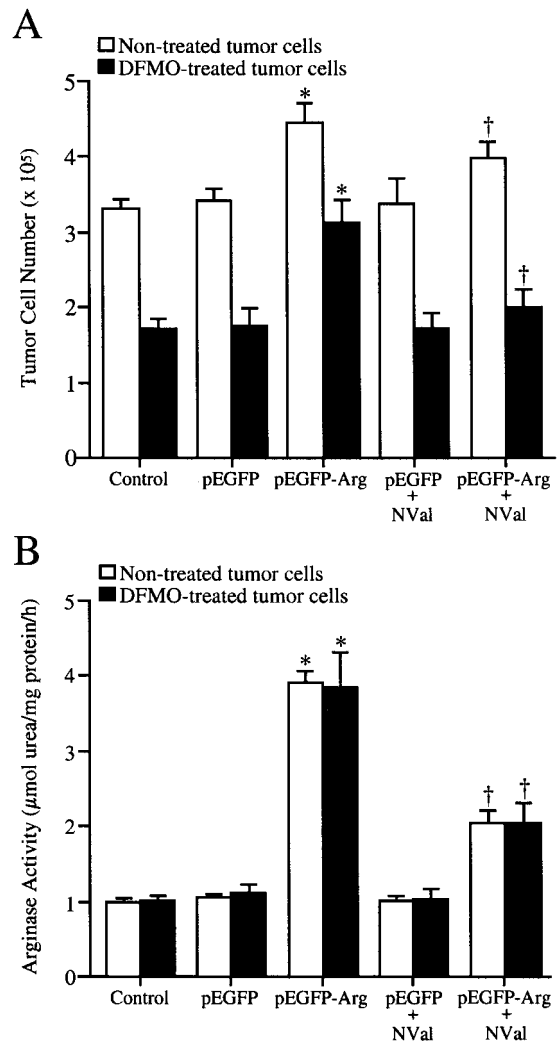 A
Non-treated tumor cells
DFMO-treated tumor cells
Tumor Cell Number (x 10⁵)
5
4
3
2
1
0
*
*
†
†
Control
pEGFP
pEGFP-Arg
pEGFP
+
NVal
pEGFP-Arg
+
NVal
B
Non-treated tumor cells
DFMO-treated tumor cells
Arginase Activity (μmol urea/mg protein/h)
5
4
3
2
1
0
*
*
†
†
Control
pEGFP
pEGFP-Arg
pEGFP
+
NVal
pEGFP-Arg
+
NVal